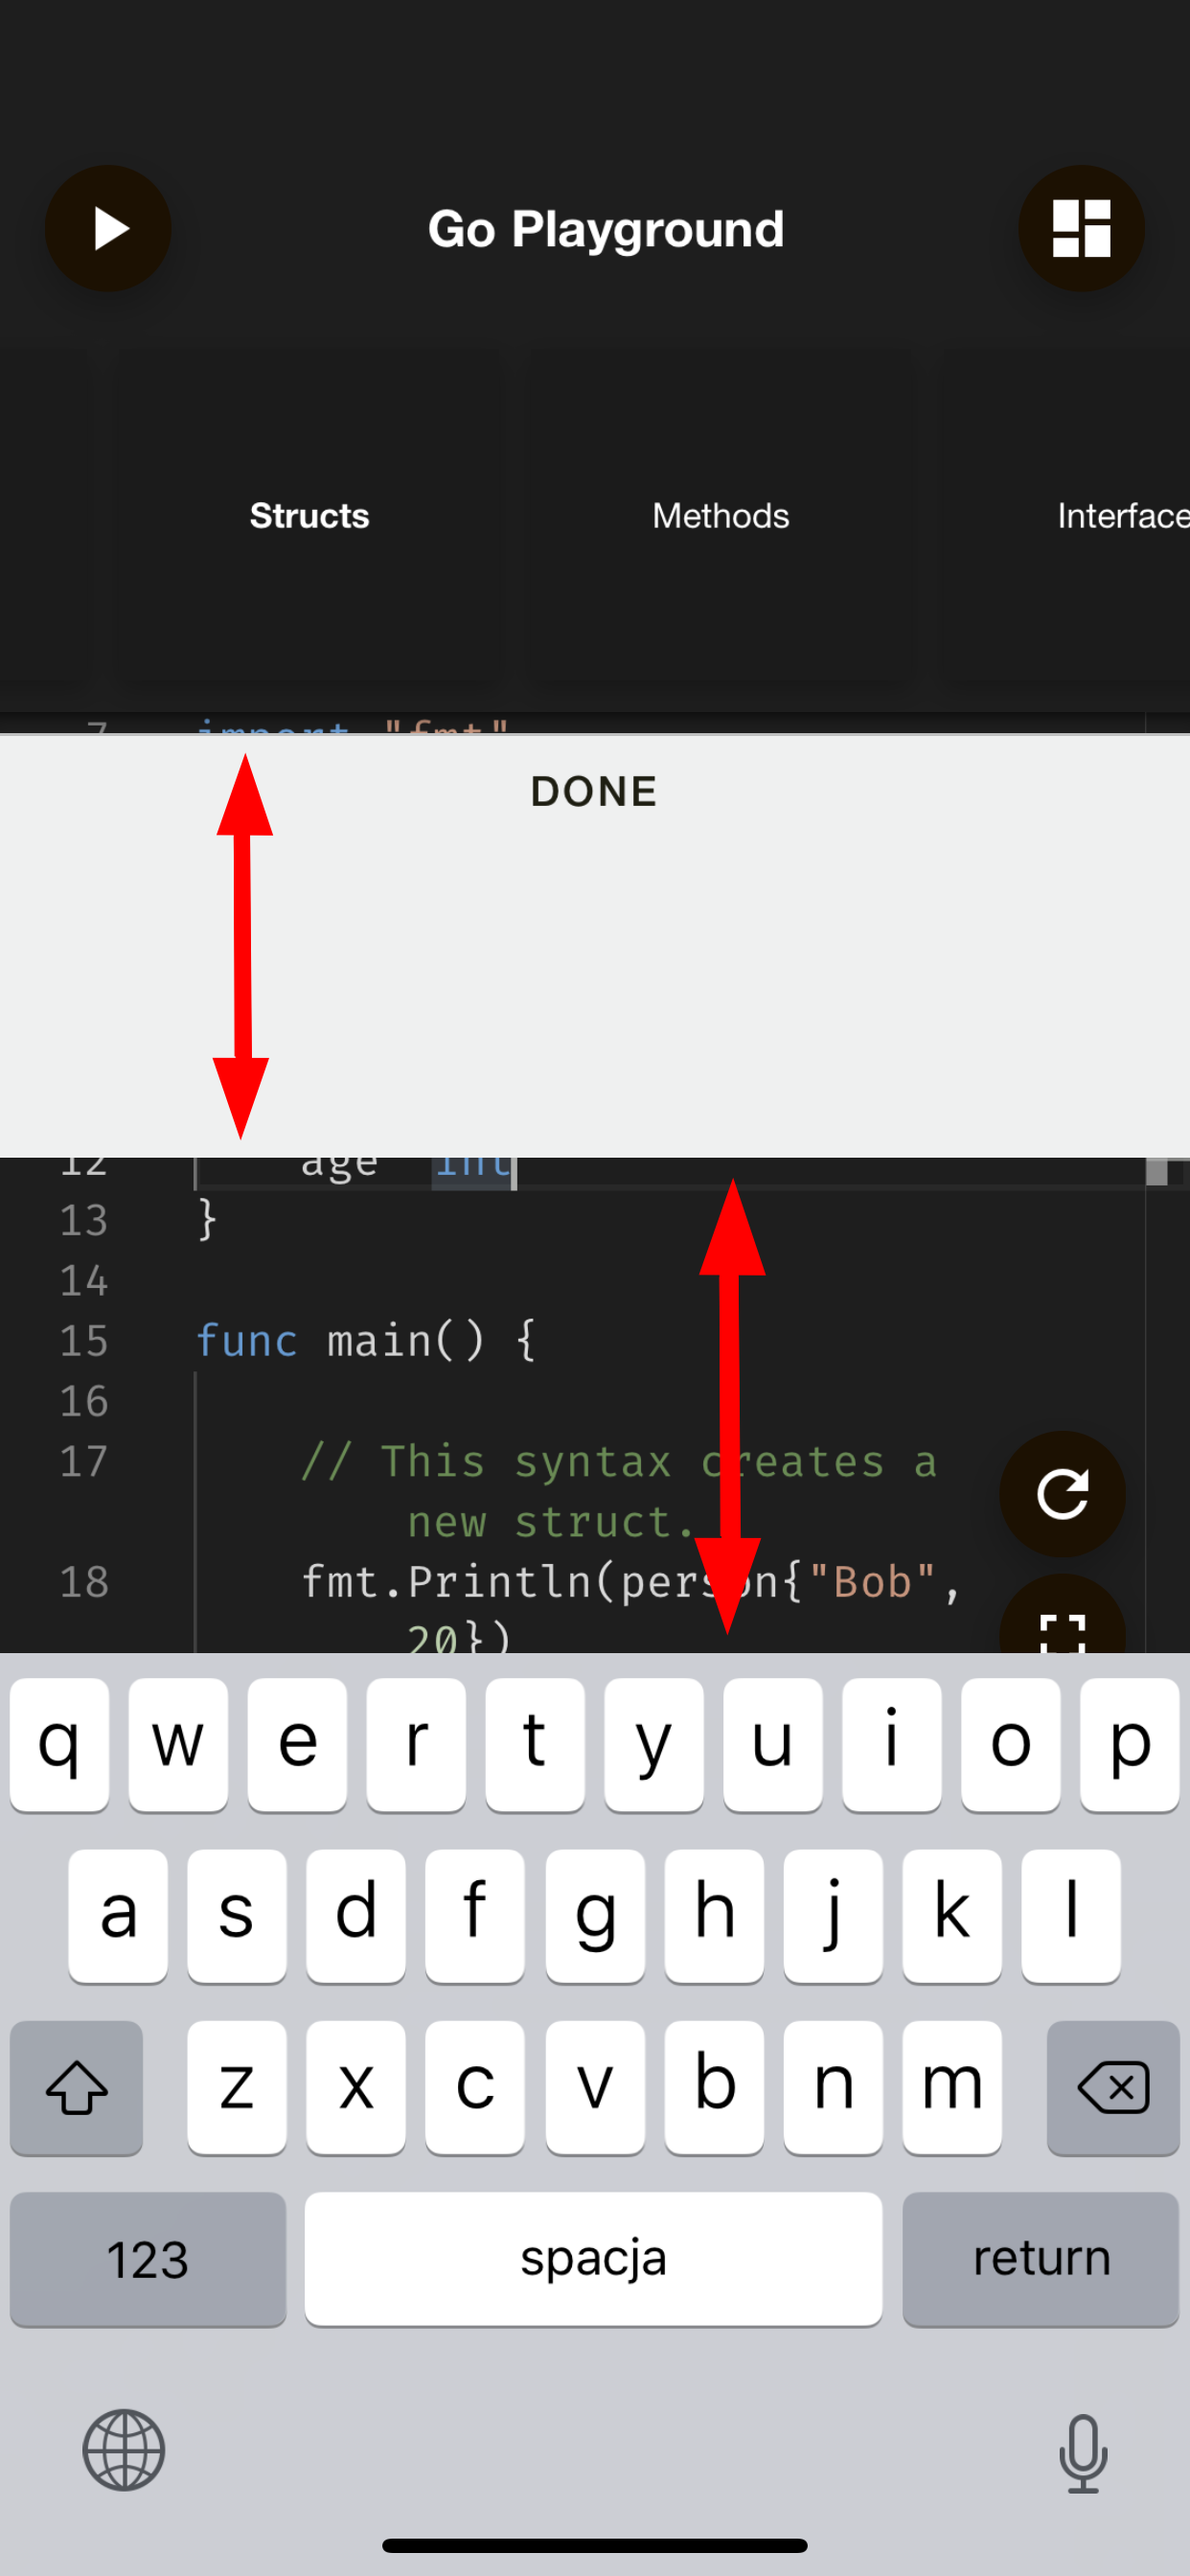 Go Playground
Structs Methods Interface
7 import "fmt"
DONE
12 age int
13 }
14
15 func main() {
16
17 // This syntax creates a
new struct.
18 fmt.Println(person{"Bob",
20})
q w e r t y u i o p
a s d f g h j k l
z x c v b n m
123 spacja return